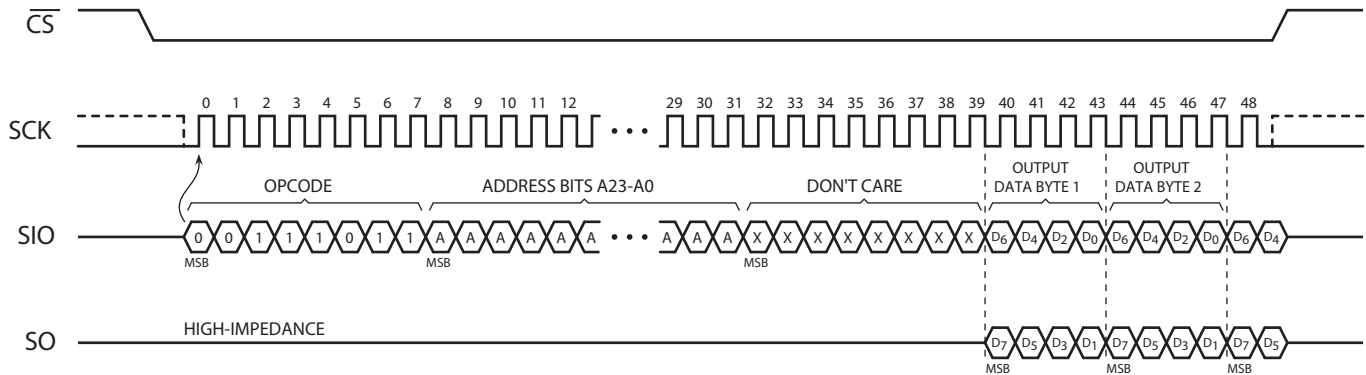 CS
0 1 2 3 4 5 6 7 8 9 10 11 12 29 30 31 32 33 34 35 36 37 38 39 40 41 42 43 44 45 46 47 48
SCK
OPCODE
ADDRESS BITS A23-A0
DON'T CARE
OUTPUT
DATA BYTE 1
OUTPUT
DATA BYTE 2
SIO
0 0 1 1 1 0 1 1 A A A A A A A A A X X X X X X X X D6 D4 D2 D0 D6 D4 D2 D0 D6 D4
MSB MSB MSB
SO
HIGH-IMPEDANCE
D7 D5 D3 D1 D7 D5 D3 D1 D7 D5
MSB MSB MSB